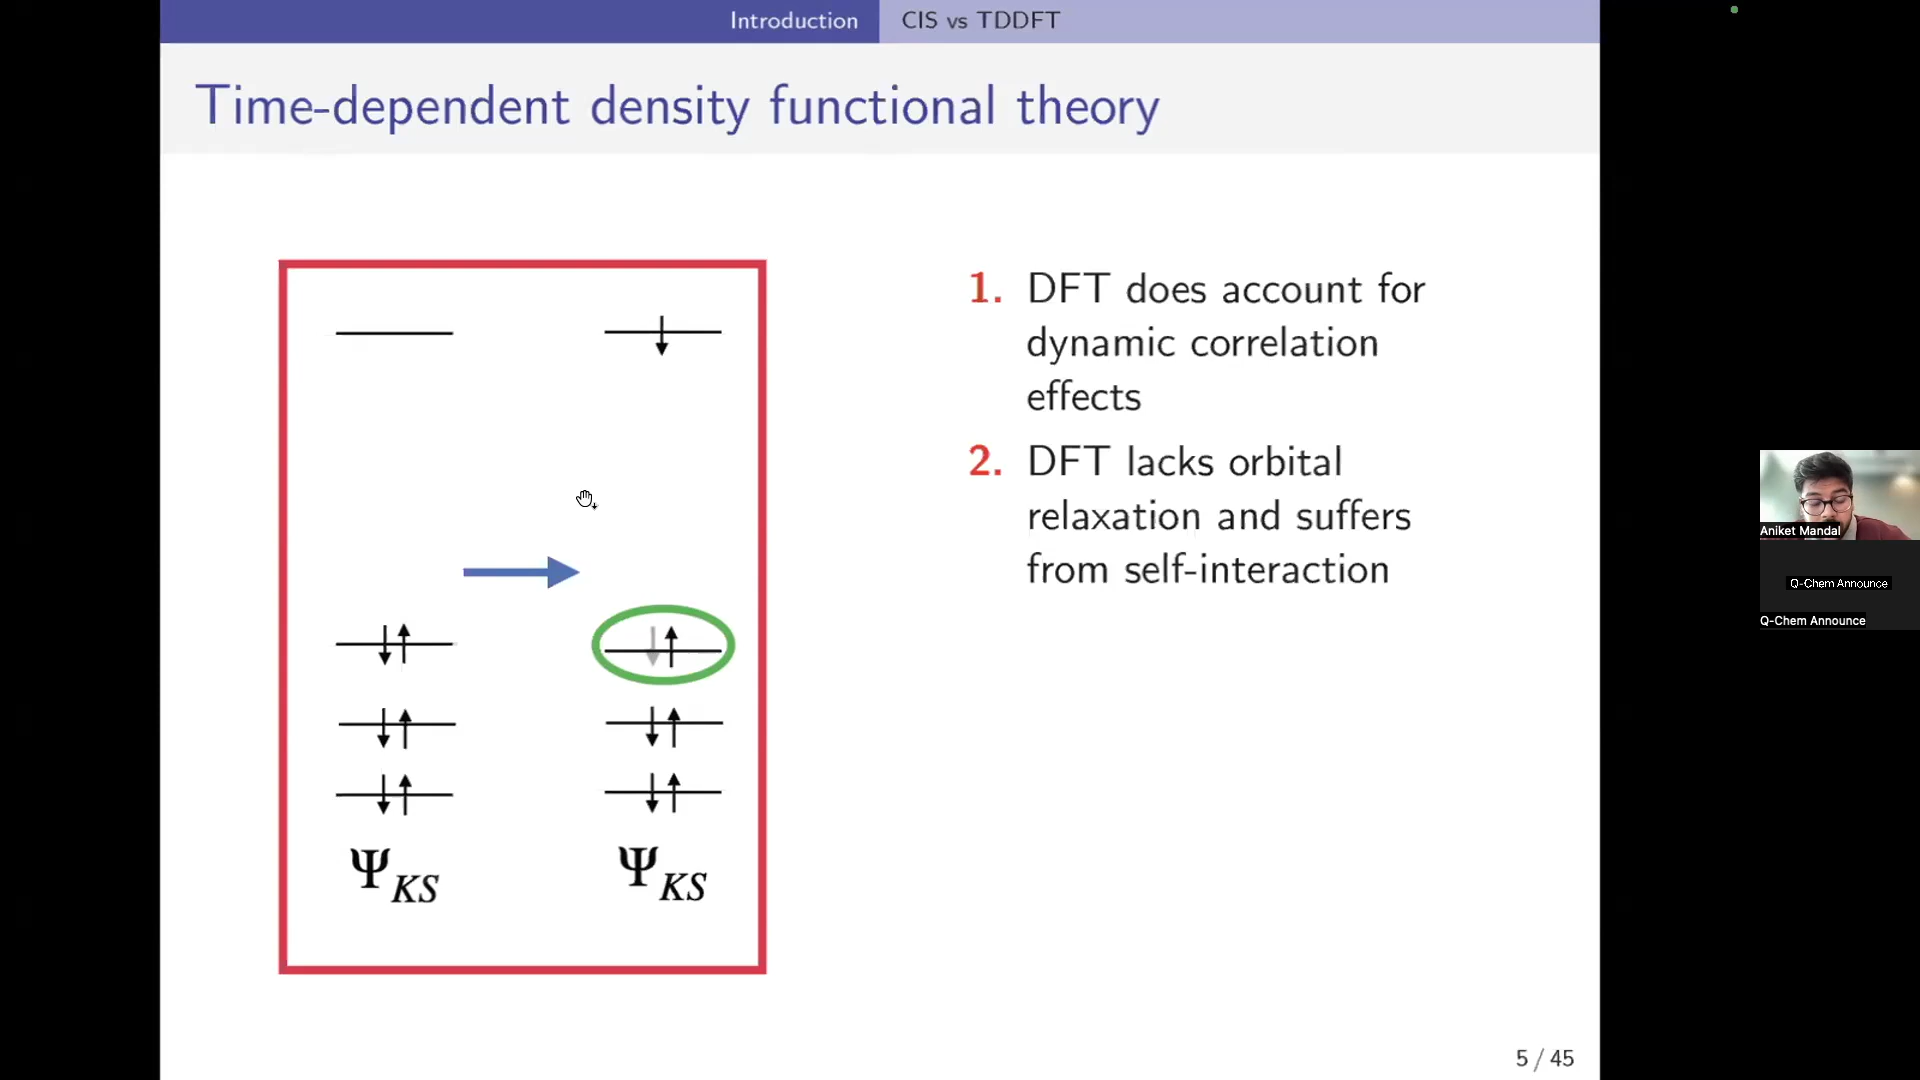 Introduction
CIS vs TDDFT
Time-dependent density functional theory
1. DFT does account for
dynamic correlation
effects
2. DFT lacks orbital
relaxation and suffers
from self-interaction
Ψ_KS
Ψ_KS
5 / 45
Aniket Mandal
Q-Chem Announce
Q-Chem Announce